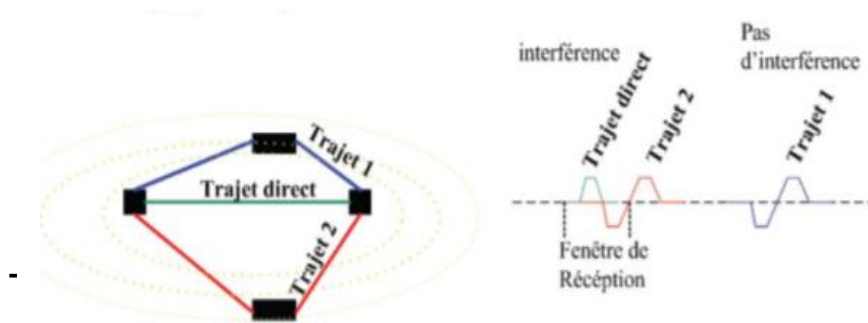 Trajet 1
Trajet direct
Trajet 2
interférence
Pas
d'interférence
Trajet direct
Trajet 2
Trajet 1
Fenêtre de
Récéption